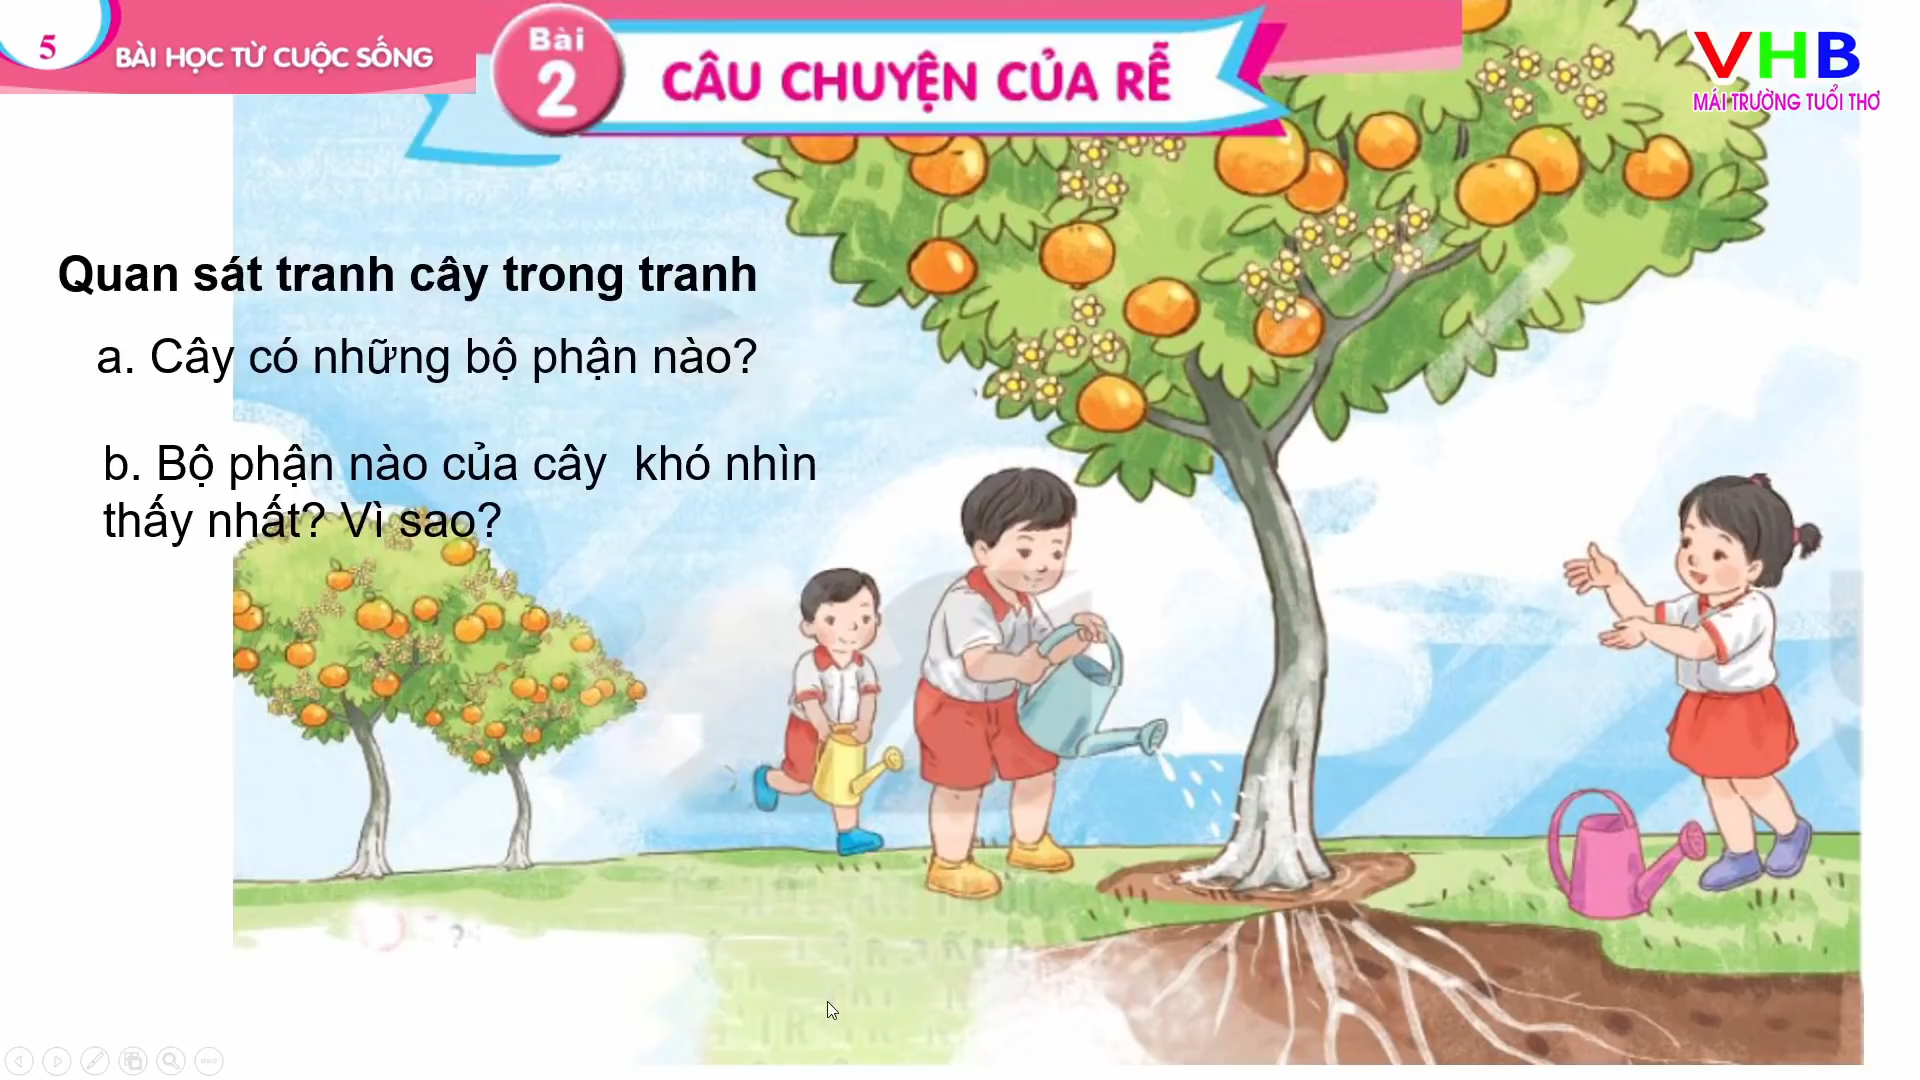 5
BÀI HỌC TỪ CUỘC SỐNG
Bài
2
CÂU CHUYỆN CỦA RỄ
VHB
MÁI TRƯỜNG TUỔI THƠ
Quan sát tranh cây trong tranh
a. Cây có những bộ phận nào?
b. Bộ phận nào của cây khó nhìn
thấy nhất? Vì sao?
?